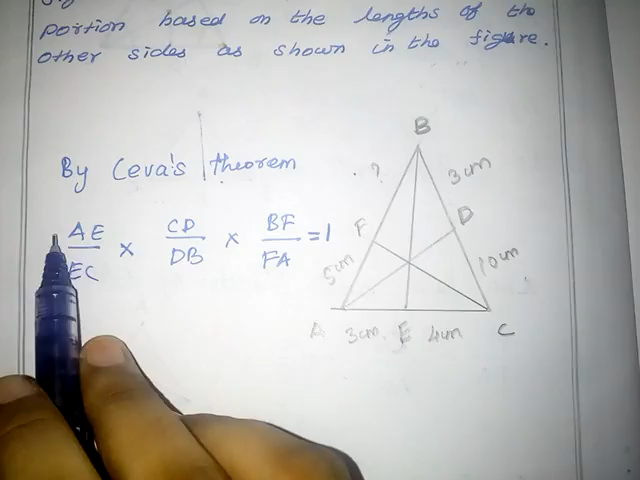 portion based on the lengths of the
other sides as shown in the figure.
By Ceva's theorem
AE/EC × CD/DB × BF/FA = 1
B
?
3cm
F
D
5cm
10cm
A 3cm. E 4cm C